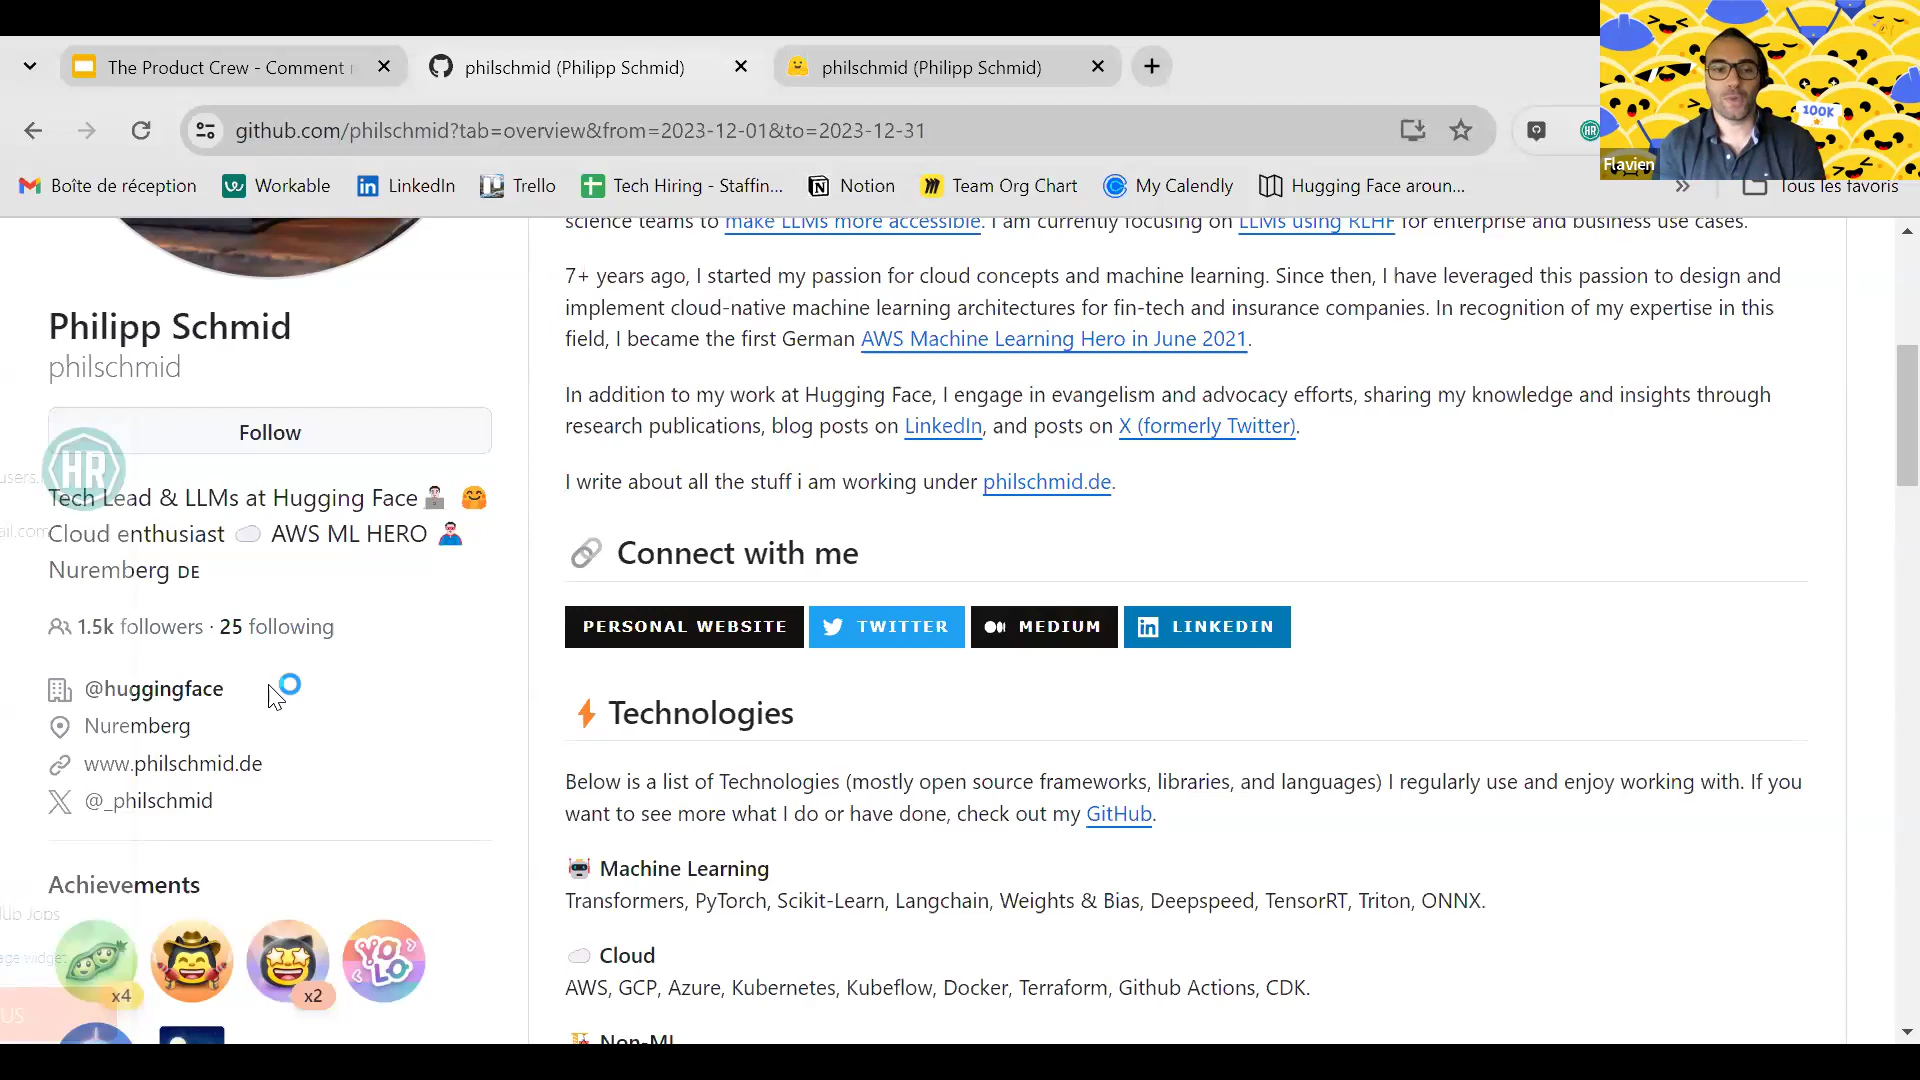 The Product Crew - Comment
philschmid (Philipp Schmid)
philschmid (Philipp Schmid)
100K
github.com/philschmid?tab=overview&from=2023-12-01&to=2023-12-31
HR
Flavien
Boîte de réception
Workable
LinkedIn
Trello
Tech Hiring - Staffin...
Notion
Team Org Chart
My Calendly
Hugging Face aroun...
Tous les favoris
science teams to make LLMs more accessible. I am currently focusing on LLMs using RLHF for enterprise and business use cases.
7+ years ago, I started my passion for cloud concepts and machine learning. Since then, I have leveraged this passion to design and
implement cloud-native machine learning architectures for fin-tech and insurance companies. In recognition of my expertise in this
field, I became the first German AWS Machine Learning Hero in June 2021.
In addition to my work at Hugging Face, I engage in evangelism and advocacy efforts, sharing my knowledge and insights through
research publications, blog posts on LinkedIn, and posts on X (formerly Twitter).
I write about all the stuff i am working under philschmid.de.
Connect with me
PERSONAL WEBSITE
TWITTER
MEDIUM
LINKEDIN
Technologies
Below is a list of Technologies (mostly open source frameworks, libraries, and languages) I regularly use and enjoy working with. If you
want to see more what I do or have done, check out my GitHub.
Machine Learning
Transformers, PyTorch, Scikit-Learn, Langchain, Weights & Bias, Deepspeed, TensorRT, Triton, ONNX.
Cloud
AWS, GCP, Azure, Kubernetes, Kubeflow, Docker, Terraform, Github Actions, CDK.
Non-ML
Philipp Schmid
philschmid
Follow
HR
users.
Tech Lead & LLMs at Hugging Face
ail.com
Cloud enthusiast AWS ML HERO
Nuremberg DE
1.5k followers · 25 following
@huggingface
Nuremberg
www.philschmid.de
@_philschmid
Achievements
Jobs
age widget
YOLO
x4
x2
US